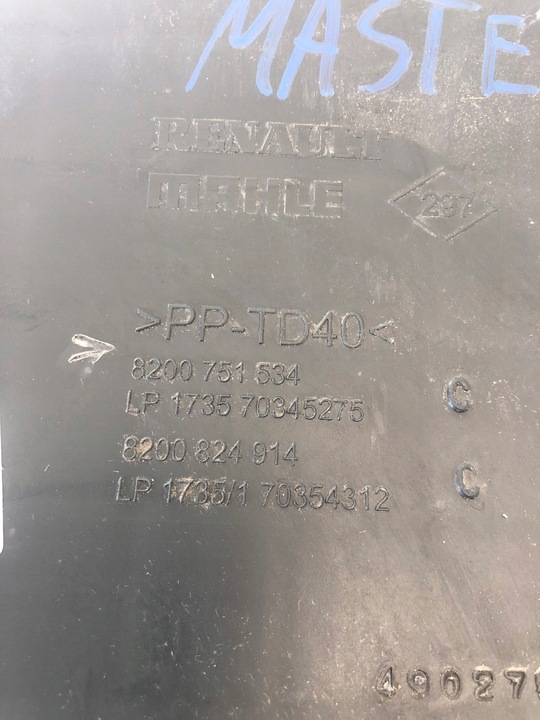 MASTE
RENAULT
MAHLE
297
>PP-TD40<
8200 751 534
LP 1735 70345275
C
8200 824 914
LP 1735/1 70354312
C
49027